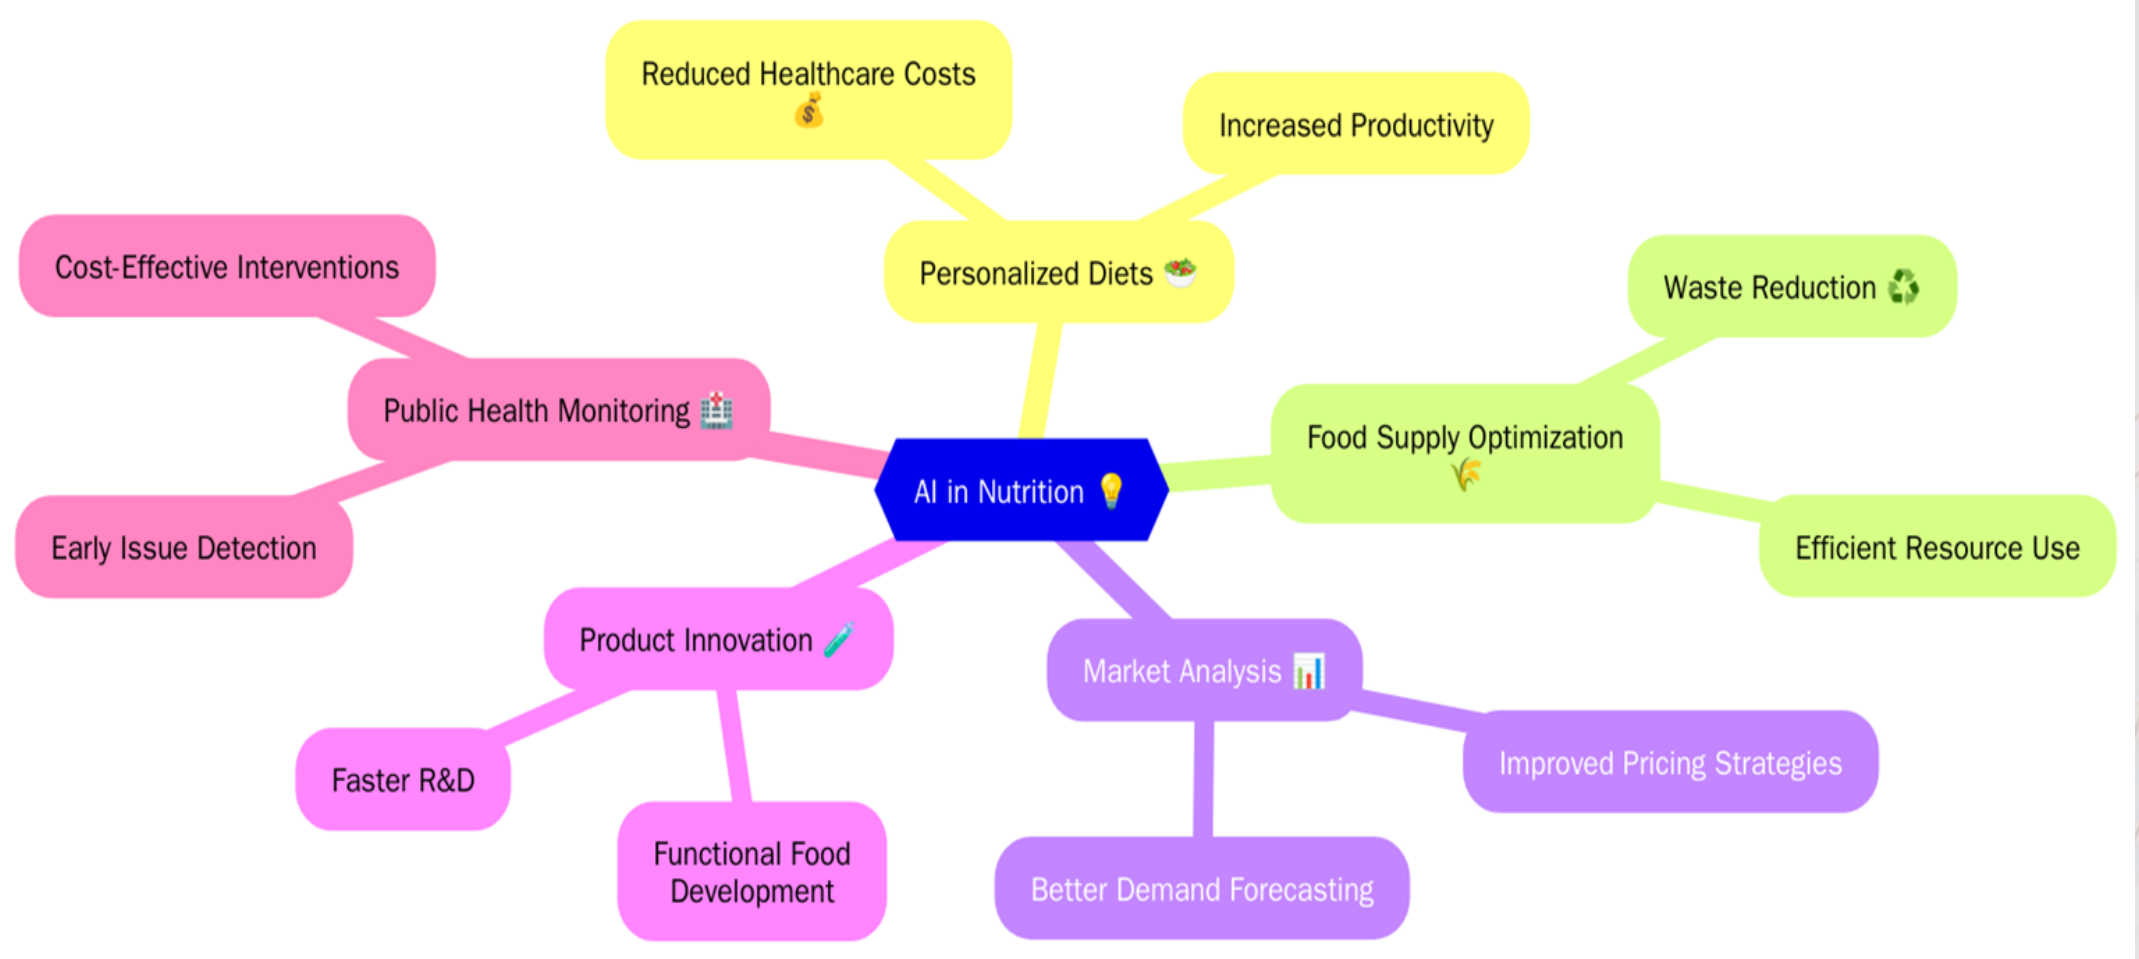 Reduced Healthcare Costs
💰
Increased Productivity
Personalized Diets 🥗
Cost-Effective Interventions
Waste Reduction ♻️
Public Health Monitoring 🏥
Food Supply Optimization
🌾
AI in Nutrition 💡
Early Issue Detection
Efficient Resource Use
Product Innovation 🧪
Market Analysis 📊
Faster R&D
Improved Pricing Strategies
Functional Food
Development
Better Demand Forecasting